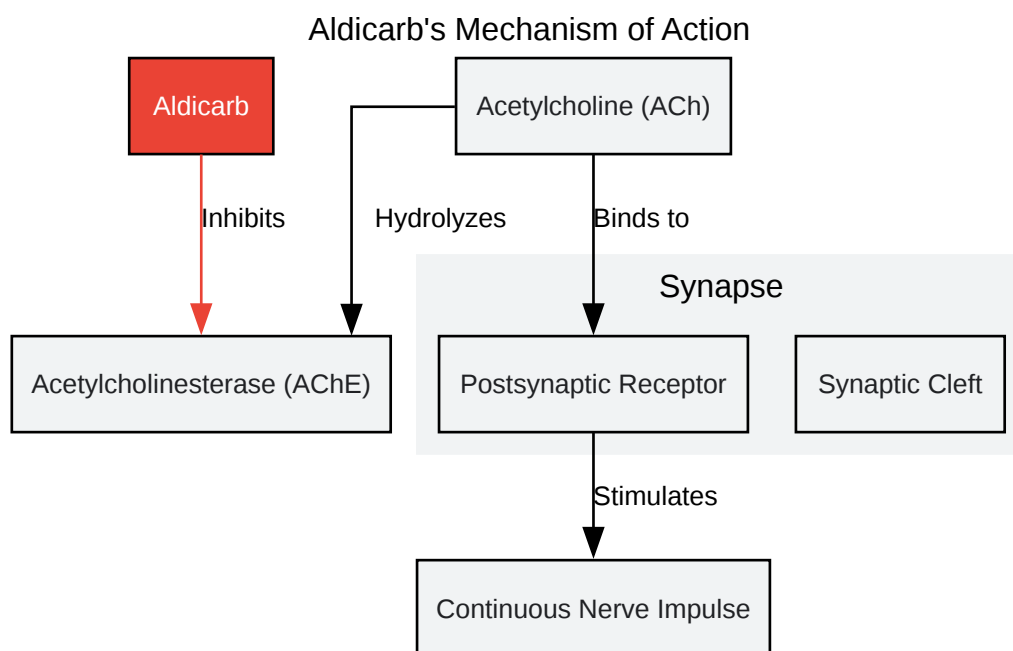 Aldicarb's Mechanism of Action
Aldicarb
Acetylcholine (ACh)
Inhibits
Hydrolyzes
Binds to
Synapse
Acetylcholinesterase (AChE)
Postsynaptic Receptor
Synaptic Cleft
Stimulates
Continuous Nerve Impulse